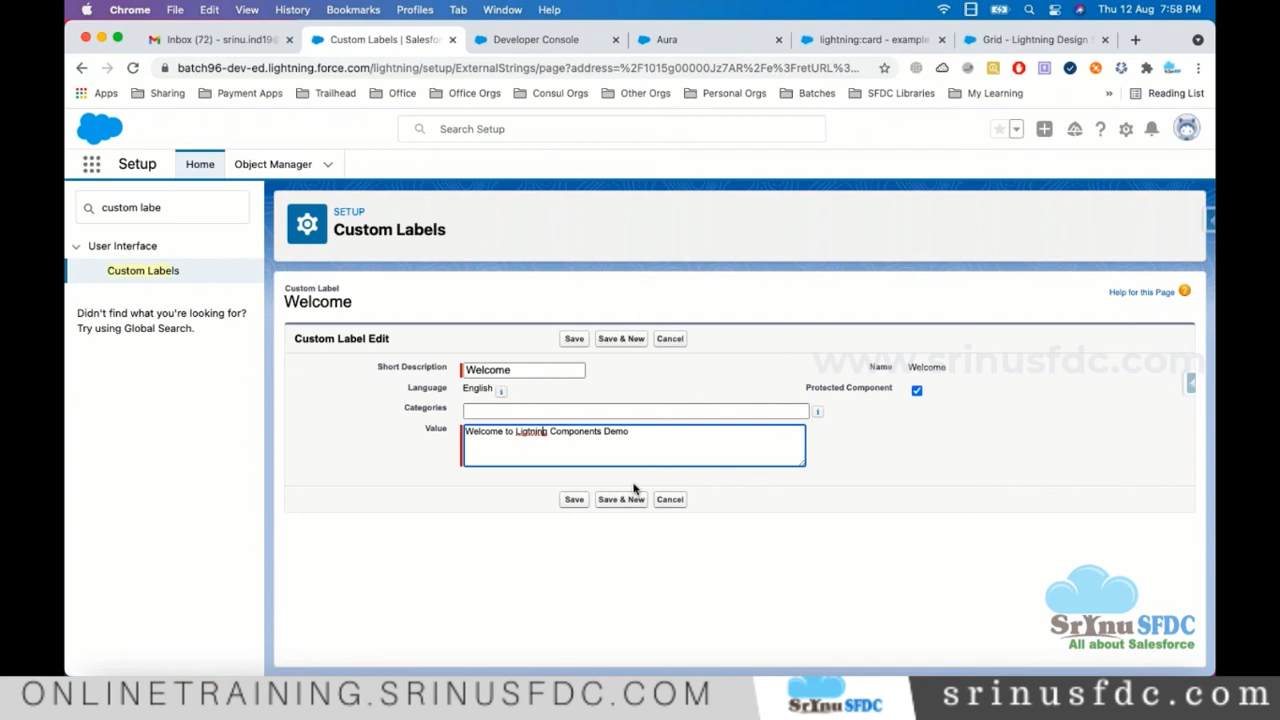 Chrome File Edit View History Bookmarks Profiles Tab Window Help Thu 12 Aug 7:58 PM
Inbox (72) - srinu.ind19@ Custom Labels | Salesfor Developer Console Aura lightning:card - example Grid - Lightning Design
batch96-dev-ed.lightning.force.com/lightning/setup/ExternalStrings/page?address=%2F1015g00000Jz7AR%2Fe%3FretURL%...
Apps Sharing Payment Apps Trailhead Office Office Orgs Consul Orgs Other Orgs Personal Orgs Batches SFDC Libraries My Learning » Reading List
Search Setup
Setup Home Object Manager
custom labe
User Interface
Custom Labels
Didn't find what you're looking for?
Try using Global Search.
SETUP
Custom Labels
Custom Label
Welcome
Help for this Page
Custom Label Edit Save Save & New Cancel
www.srinusfdc.com
Short Description Welcome Name Welcome
Language English Protected Component
Categories
Value Welcome to Ligtning Components Demo
Save Save & New Cancel
Srinu SFDC
All about Salesforce
ONLINETRAINING.SRINUSFDC.COM Srinu SFDC srinusfdc.com